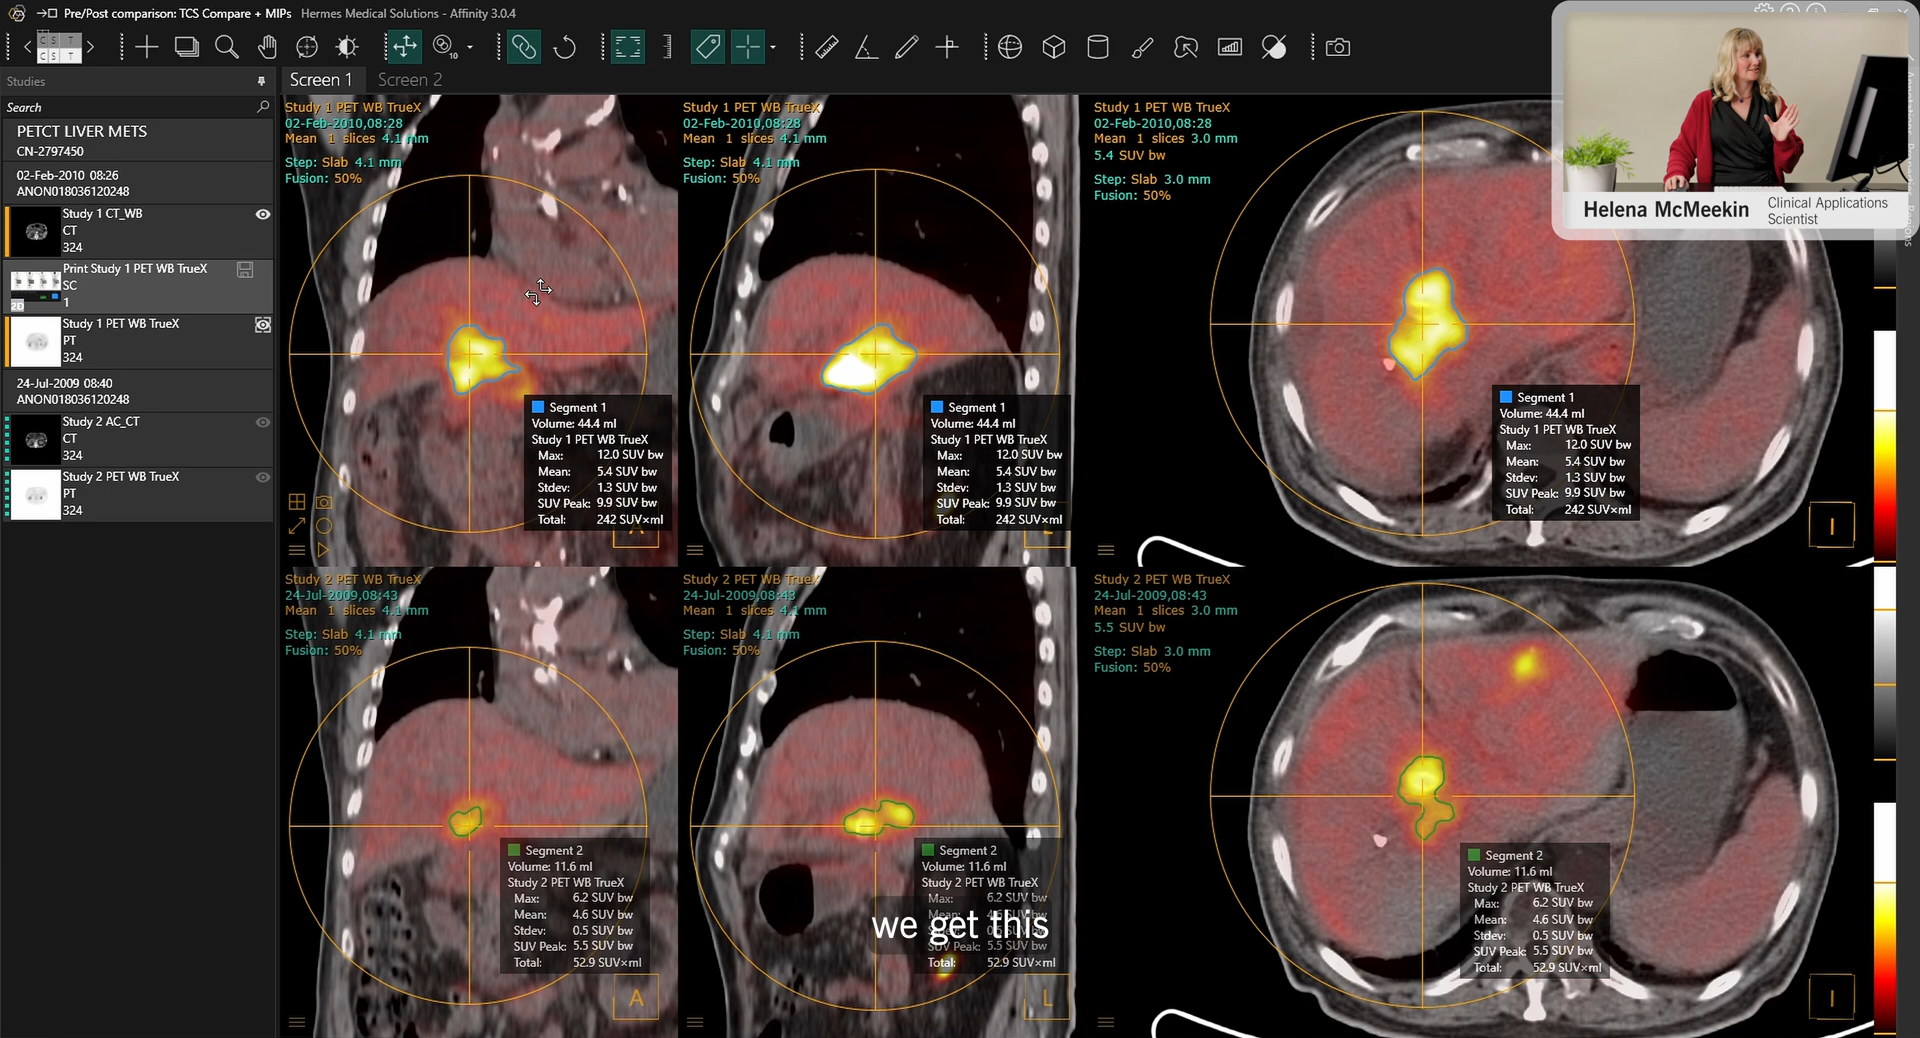 Pre/Post comparison: TCS Compare + MIPs Hermes Medical Solutions - Affinity 3.0.4
C S T
C S T
10
Studies
Search
PETCT LIVER METS
CN-2797450
02-Feb-2010 08:26
ANON018036120248
Study 1 CT_WB
CT
324
Print Study 1 PET WB TrueX
SC
1
2D
Study 1 PET WB TrueX
PT
324
24-Jul-2009 08:40
ANON018036120248
Study 2 AC_CT
CT
324
Study 2 PET WB TrueX
PT
324
Screen 1 Screen 2
Study 1 PET WB TrueX
02-Feb-2010,08:28
Mean 1 slices 4.1 mm
Step: Slab 4.1 mm
Fusion: 50%
Segment 1
Volume: 44.4 ml
Study 1 PET WB TrueX
Max: 12.0 SUV bw
Mean: 5.4 SUV bw
Stdev: 1.3 SUV bw
SUV Peak: 9.9 SUV bw
Total: 242 SUV×ml
A
Study 1 PET WB TrueX
02-Feb-2010,08:28
Mean 1 slices 4.1 mm
Step: Slab 4.1 mm
Fusion: 50%
Segment 1
Volume: 44.4 ml
Study 1 PET WB TrueX
Max: 12.0 SUV bw
Mean: 5.4 SUV bw
Stdev: 1.3 SUV bw
SUV Peak: 9.9 SUV bw
Total: 242 SUV×ml
L
Study 1 PET WB TrueX
02-Feb-2010,08:28
Mean 1 slices 3.0 mm
5.4 SUV bw
Step: Slab 3.0 mm
Fusion: 50%
Segment 1
Volume: 44.4 ml
Study 1 PET WB TrueX
Max: 12.0 SUV bw
Mean: 5.4 SUV bw
Stdev: 1.3 SUV bw
SUV Peak: 9.9 SUV bw
Total: 242 SUV×ml
I
Helena McMeekin Clinical Applications
Scientist
Study 2 PET WB TrueX
24-Jul-2009,08:43
Mean 1 slices 4.1 mm
Step: Slab 4.1 mm
Fusion: 50%
Segment 2
Volume: 11.6 ml
Study 2 PET WB TrueX
Max: 6.2 SUV bw
Mean: 4.6 SUV bw
Stdev: 0.5 SUV bw
SUV Peak: 5.5 SUV bw
Total: 52.9 SUV×ml
A
Study 2 PET WB TrueX
24-Jul-2009,08:43
Mean 1 slices 4.1 mm
Step: Slab 4.1 mm
Fusion: 50%
Segment 2
Volume: 11.6 ml
Study 2 PET WB TrueX
Max: 6.2 SUV bw
Mean: SUV bw
SUV bw
SUV Peak: 5.5 SUV bw
Total: 52.9 SUV×ml
L
we get this
Study 2 PET WB TrueX
24-Jul-2009,08:43
Mean 1 slices 3.0 mm
5.5 SUV bw
Step: Slab 3.0 mm
Fusion: 50%
Segment 2
Volume: 11.6 ml
Study 2 PET WB TrueX
Max: 6.2 SUV bw
Mean: 4.6 SUV bw
Stdev: 0.5 SUV bw
SUV Peak: 5.5 SUV bw
Total: 52.9 SUV×ml
I